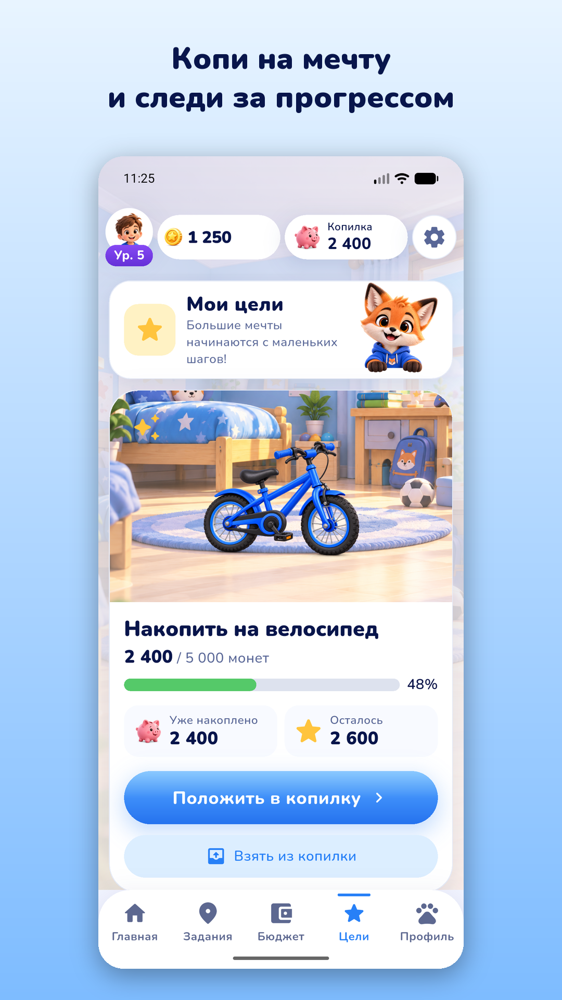 Копи на мечту
и следи за прогрессом
11:25
Ур. 5
1 250
Копилка
2 400
Мои цели
Большие мечты
начинаются с маленьких
шагов!
Накопить на велосипед
2 400 / 5 000 монет
48%
Уже накоплено
2 400
Осталось
2 600
Положить в копилку
Взять из копилки
Главная
Задания
Бюджет
Цели
Профиль